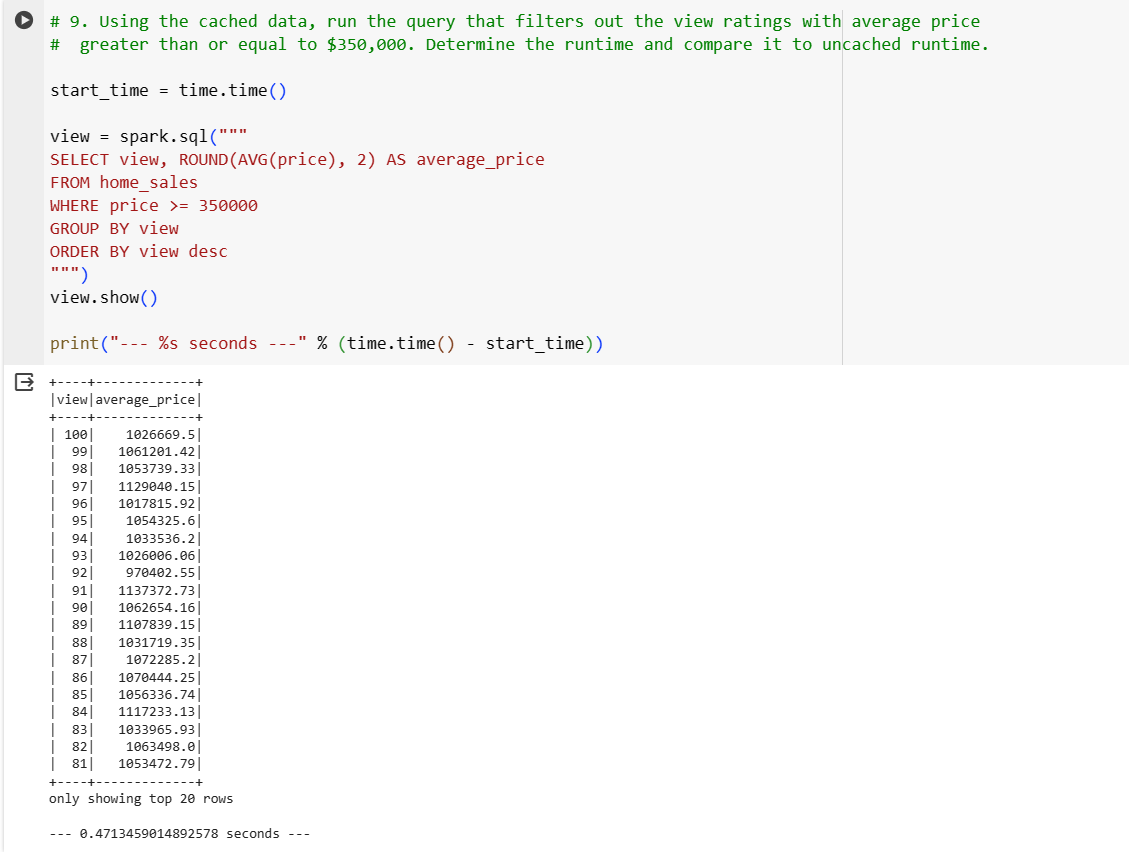 # 9. Using the cached data, run the query that filters out the view ratings with average price
#  greater than or equal to $350,000. Determine the runtime and compare it to uncached runtime.
start_time = time.time()
view = spark.sql("""
SELECT view, ROUND(AVG(price), 2) AS average_price
FROM home_sales
WHERE price >= 350000
GROUP BY view
ORDER BY view desc
""")
view.show()
print("--- %s seconds ---" % (time.time() - start_time))
+----+-------------+
|view|average_price|
+----+-------------+
| 100|    1026669.5|
|  99|   1061201.42|
|  98|   1053739.33|
|  97|   1129040.15|
|  96|   1017815.92|
|  95|    1054325.6|
|  94|    1033536.2|
|  93|   1026006.06|
|  92|    970402.55|
|  91|   1137372.73|
|  90|   1062654.16|
|  89|   1107839.15|
|  88|   1031719.35|
|  87|    1072285.2|
|  86|   1070444.25|
|  85|   1056336.74|
|  84|   1117233.13|
|  83|   1033965.93|
|  82|    1063498.0|
|  81|   1053472.79|
+----+-------------+
only showing top 20 rows
--- 0.4713459014892578 seconds ---